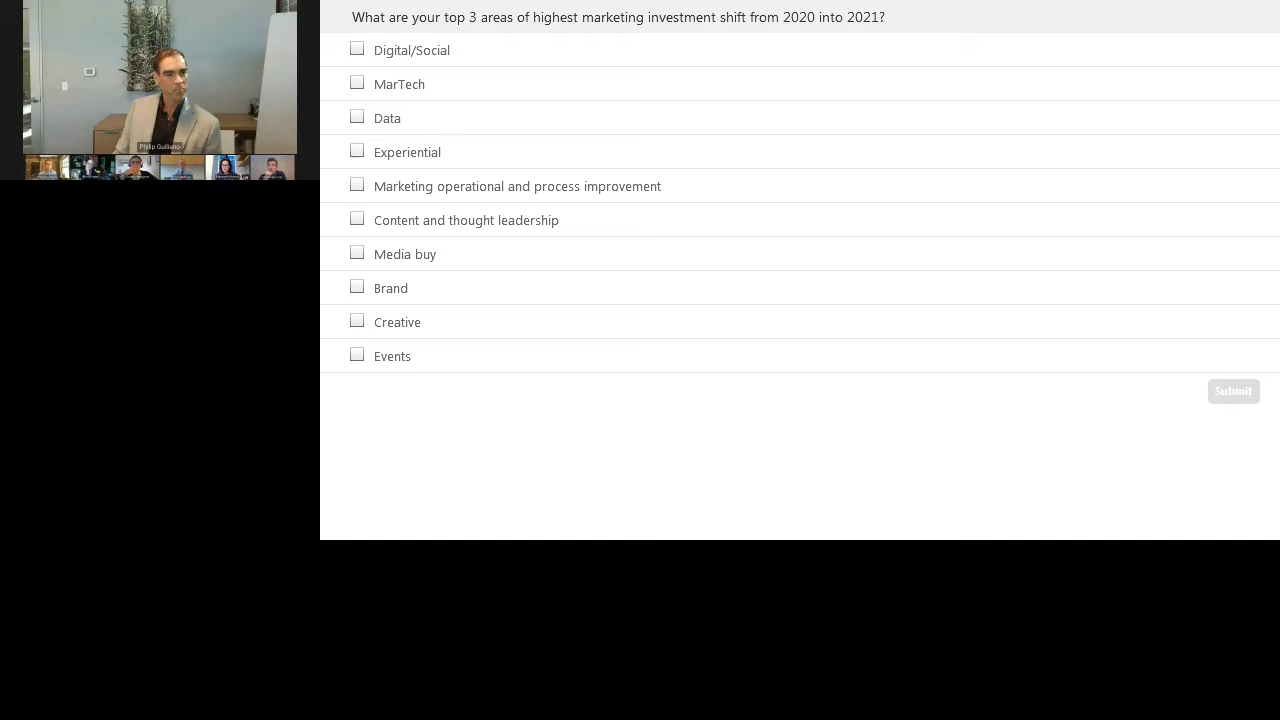 What are your top 3 areas of highest marketing investment shift from 2020 into 2021?
Digital/Social
MarTech
Data
Experiential
Marketing operational and process improvement
Content and thought leadership
Media buy
Brand
Creative
Events
Submit
Philip Guiliano